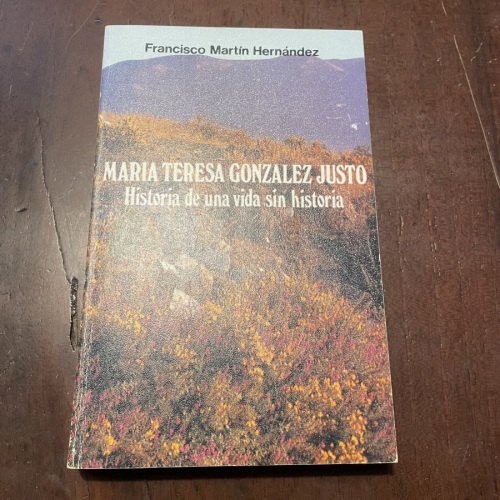 Francisco Martín Hernández
MARIA TERESA GONZALEZ JUSTO
Historia de una vida sin historia